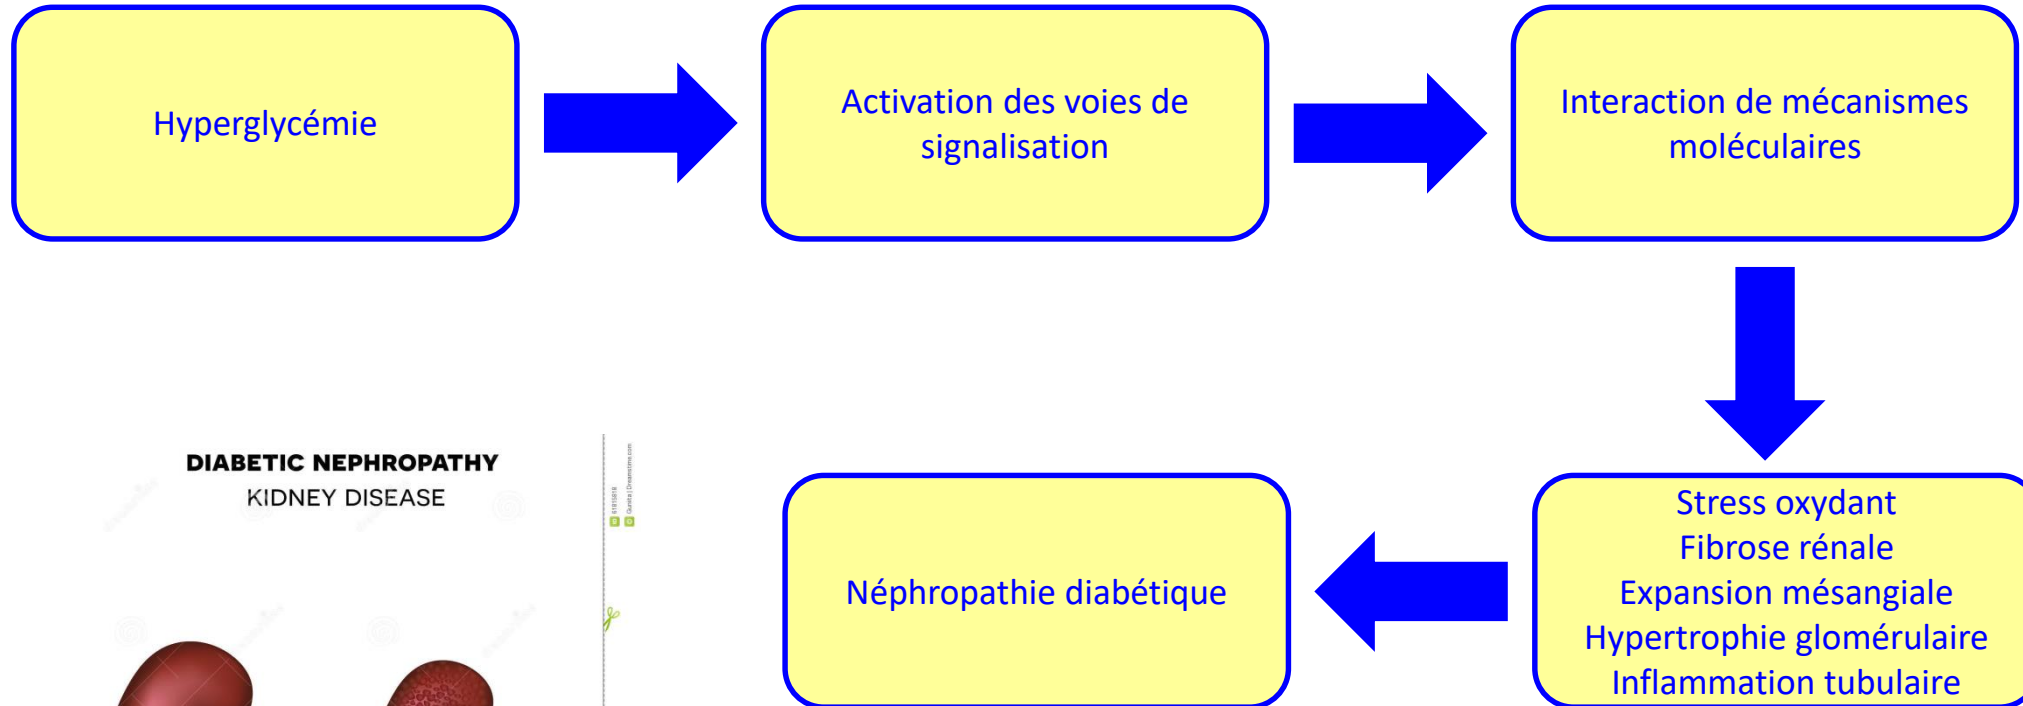 Hyperglycémie
Activation des voies de
signalisation
Interaction de mécanismes
moléculaires
Stress oxydant
Fibrose rénale
Expansion mésangiale
Hypertrophie glomérulaire
Inflammation tubulaire
Néphropathie diabétique
DIABETIC NEPHROPATHY
KIDNEY DISEASE